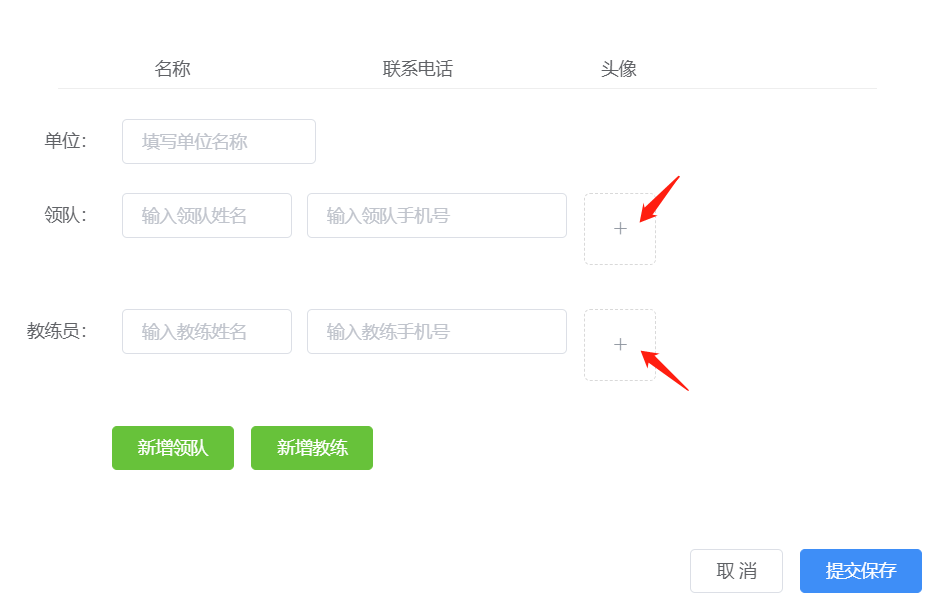 名称 联系电话 头像
单位: 填写单位名称
领队: 输入领队姓名 输入领队手机号 +
教练员: 输入教练姓名 输入教练手机号 +
新增领队 新增教练
取 消 提交保存